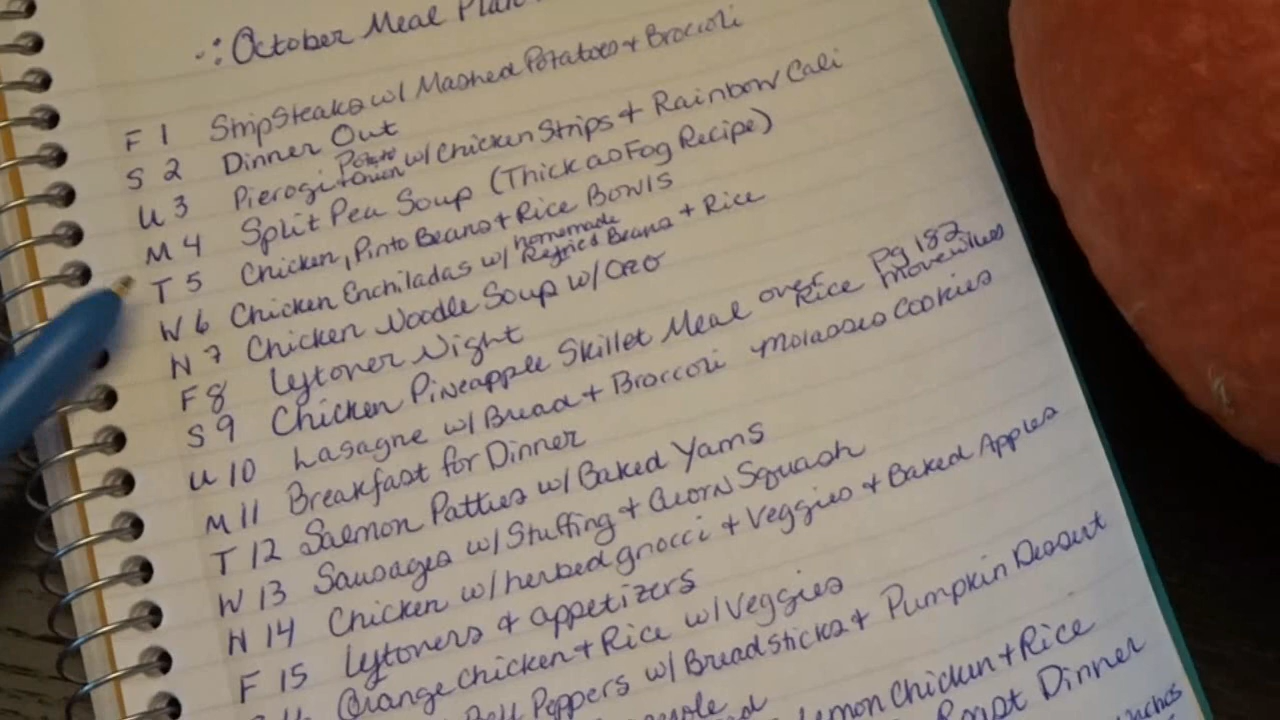 October Meal Plan
F 1 Strip Steaks w/ Mashed Potatoes + Broccoli
S 2 Dinner Out
U 3 Pierogi Potato + Onion w/ Chicken Strips + Rainbow Cali
M 4 Split Pea Soup (Thick as Fog Recipe)
T 5 Chicken, Pinto Beans + Rice Bowls
W 6 Chicken Enchiladas w/ homemade Refried Beans + Rice
N 7 Chicken Noodle Soup w/
F 8 Leftover Night
S 9 Chicken Pineapple Skillet Meal over Rice pg 182
U 10 Lasagne w/ Bread + Broccoli Molasses Cookies
M 11 Breakfast for Dinner
T 12 Salmon Patties w/ Baked Yams
W 13 Sausages w/ Stuffing + Acorn Squash
N 14 Chicken w/ herbed gnocci + Veggies + Baked Apples
F 15 Leftovers + appetizers
Orange Chicken + Rice w/ Veggies
Bell Peppers w/ Breadsticks + Pumpkin Dessert
Lemon Chicken + Rice
Roast Dinner